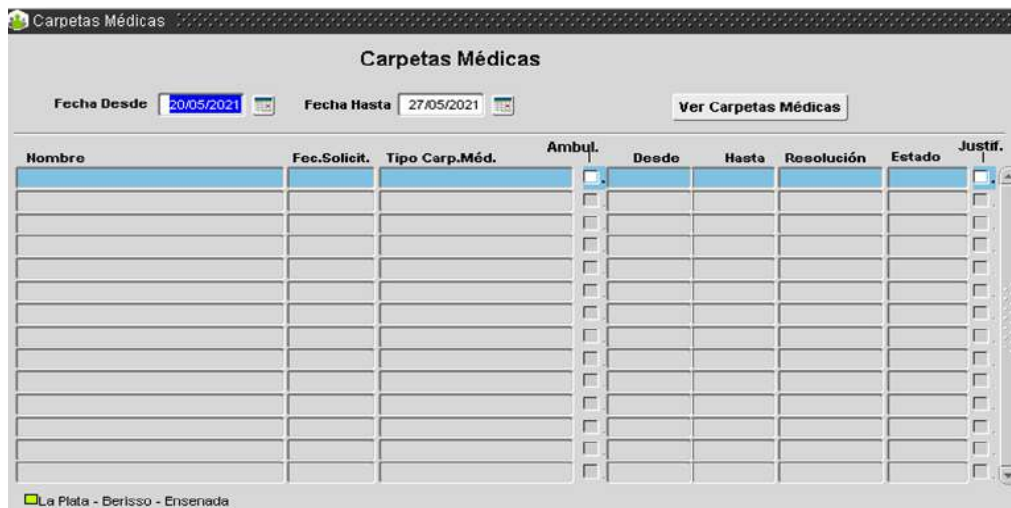 Carpetas Médicas
Carpetas Médicas
Fecha Desde 20/05/2021 Fecha Hasta 27/05/2021 Ver Carpetas Médicas
Nombre Fec.Solicit. Tipo Carp.Méd. Ambul. Desde Hasta Resolución Estado Justif.
La Plata - Berisso - Ensenada